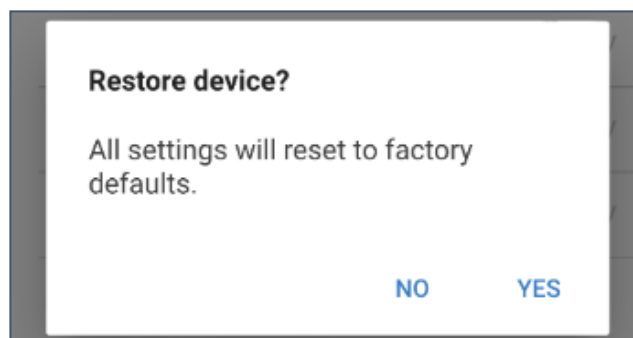 Restore device?
All settings will reset to factory
defaults.
NO YES